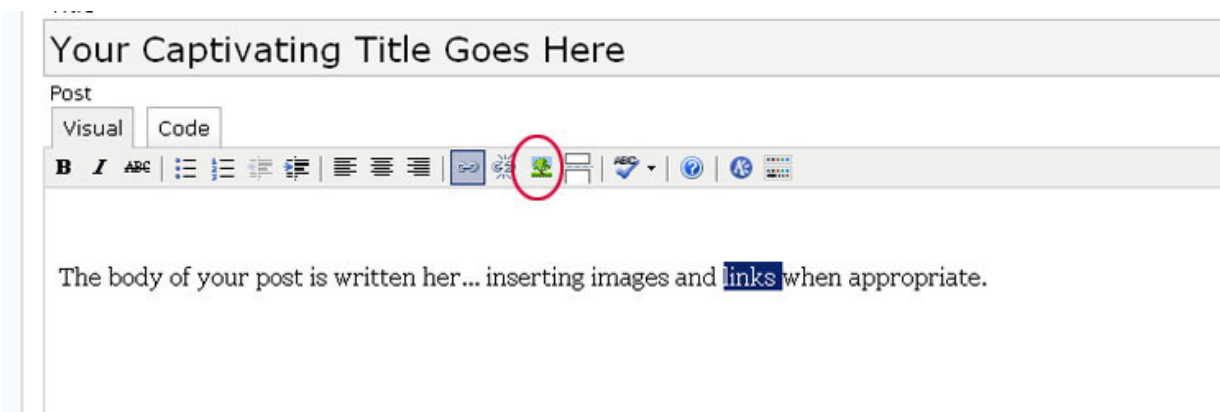 Your Captivating Title Goes Here
Post
Visual Code
B I ABC ABC
The body of your post is written her... inserting images and links when appropriate.